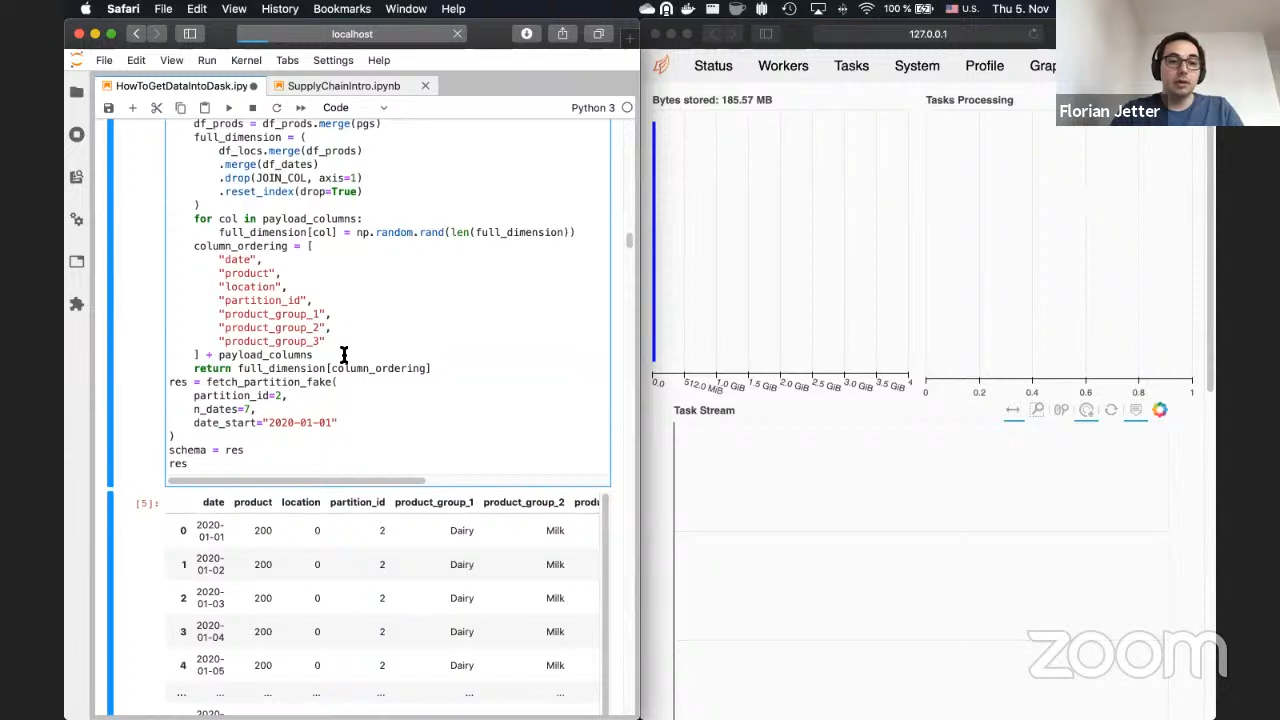 Safari File Edit View History Bookmarks Window Help 100 % U.S. Thu 5. Nov
localhost
127.0.0.1
File Edit View Run Kernel Tabs Settings Help
HowToGetDataIntoDask.ipy SupplyChainIntro.ipynb
Code Python 3
df_prods = df_prods.merge(pgs)
full_dimension = (
df_locs.merge(df_prods)
.merge(df_dates)
.drop(JOIN_COL, axis=1)
.reset_index(drop=True)
)
for col in payload_columns:
full_dimension[col] = np.random.rand(len(full_dimension))
column_ordering = [
"date",
"product",
"location",
"partition_id",
"product_group_1",
"product_group_2",
"product_group_3"
] + payload_columns
return full_dimension[column_ordering]
res = fetch_partition_fake(
partition_id=2,
n_dates=7,
date_start="2020-01-01"
)
schema = res
res
[5]:
date product location partition_id product_group_1 product_group_2 produ
0 2020-01-01 200 0 2 Dairy Milk
1 2020-01-02 200 0 2 Dairy Milk
2 2020-01-03 200 0 2 Dairy Milk
3 2020-01-04 200 0 2 Dairy Milk
4 2020-01-05 200 0 2 Dairy Milk
... ... ... ... ... ... ...
2020-
Status Workers Tasks System Profile Grap
Bytes stored: 185.57 MB
Tasks Processing
0.0 512.0 MiB 1.0 GiB 1.5 GiB 2.0 GiB 2.5 GiB 3.0 GiB 3.5 GiB 4
0 0.2 0.4 0.6 0.8 1
Task Stream
Florian Jetter
zoom